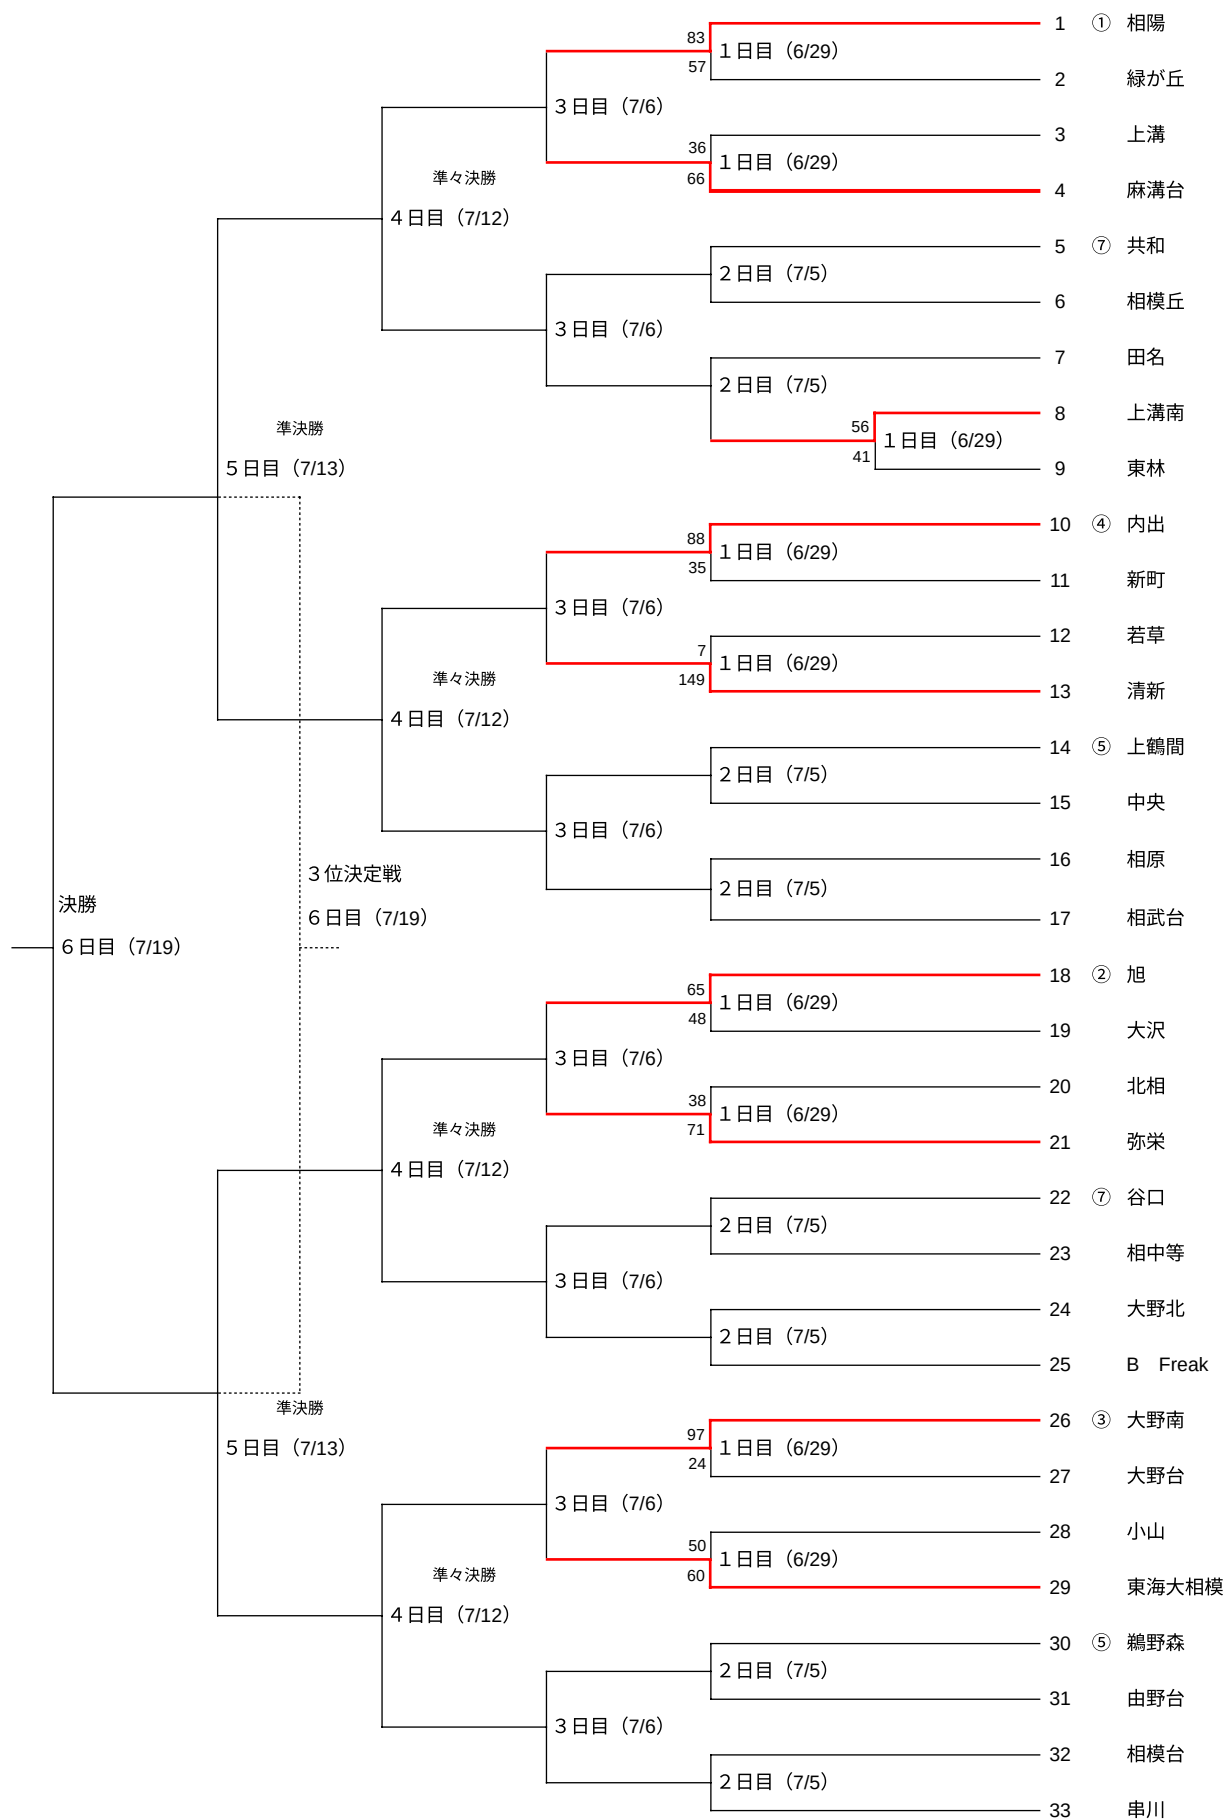 83
57
１日目（6/29）
1 ① 相陽
2 緑が丘
３日目（7/6）
36
66
１日目（6/29）
3 上溝
4 麻溝台
準々決勝
４日目（7/12）
２日目（7/5）
5 ⑦ 共和
6 相模丘
３日目（7/6）
２日目（7/5）
7 田名
56
41
１日目（6/29）
8 上溝南
9 東林
準決勝
５日目（7/13）
88
35
１日目（6/29）
10 ④ 内出
11 新町
３日目（7/6）
7
149
１日目（6/29）
12 若草
13 清新
準々決勝
４日目（7/12）
２日目（7/5）
14 ⑤ 上鶴間
15 中央
３日目（7/6）
２日目（7/5）
16 相原
17 相武台
３位決定戦
６日目（7/19）
決勝
６日目（7/19）
65
48
１日目（6/29）
18 ② 旭
19 大沢
３日目（7/6）
38
71
１日目（6/29）
20 北相
21 弥栄
準々決勝
４日目（7/12）
２日目（7/5）
22 ⑦ 谷口
23 相中等
３日目（7/6）
２日目（7/5）
24 大野北
25 B　Freak
準決勝
５日目（7/13）
97
24
１日目（6/29）
26 ③ 大野南
27 大野台
３日目（7/6）
50
60
１日目（6/29）
28 小山
29 東海大相模
準々決勝
４日目（7/12）
２日目（7/5）
30 ⑤ 鵜野森
31 由野台
３日目（7/6）
２日目（7/5）
32 相模台
33 串川